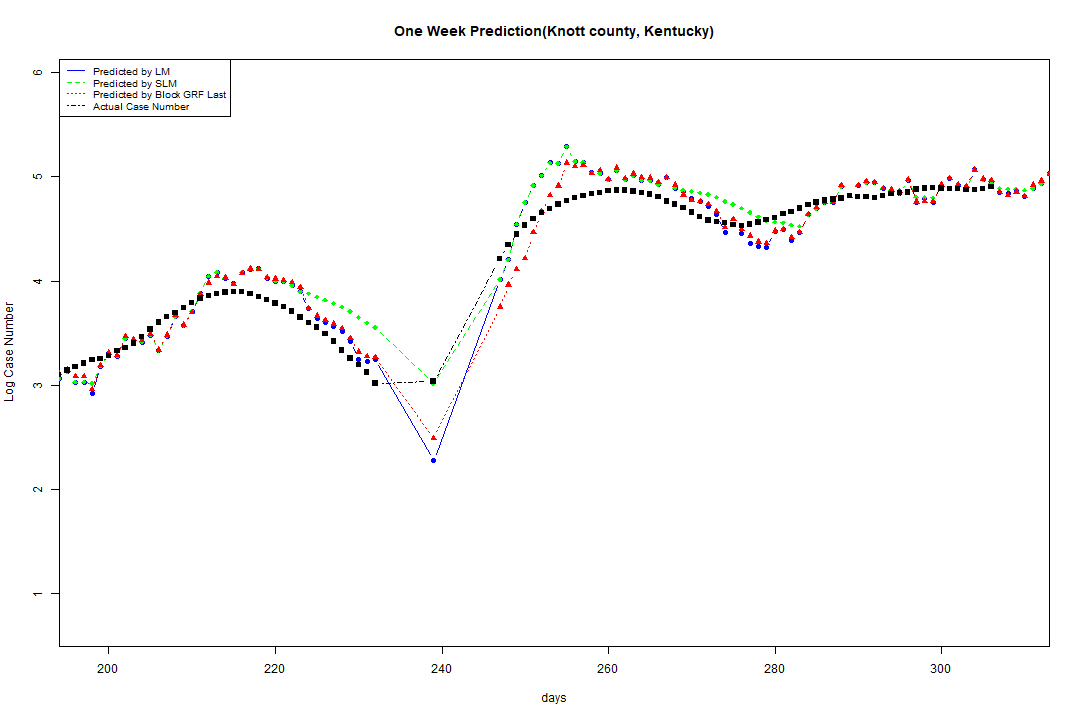 One Week Prediction(Knott county, Kentucky)
Predicted by LM
Predicted by SLM
Predicted by Block GRF Last
Actual Case Number
6
5
4
3
2
1
Log Case Number
200 220 240 260 280 300
days